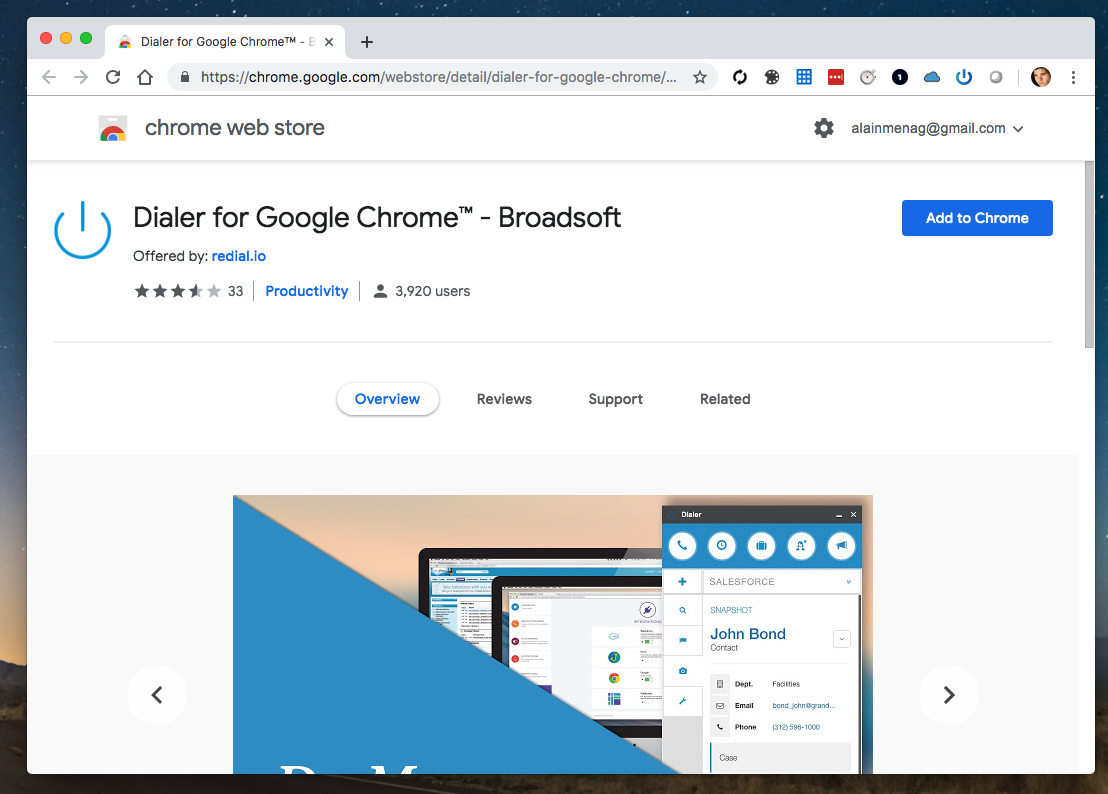 Dialer for Google Chrome™ - B
https://chrome.google.com/webstore/detail/dialer-for-google-chrome/...
1
chrome web store
alainmenag@gmail.com
Dialer for Google Chrome™ - Broadsoft
Add to Chrome
Offered by: redial.io
33
Productivity
3,920 users
Overview
Reviews
Support
Related
Dialer
SALESFORCE
SNAPSHOT
John Bond
Contact
Dept.
Facilities
Email
bond_john@grand...
Phone
(312) 596-1000
Case
INTEGRATIONS